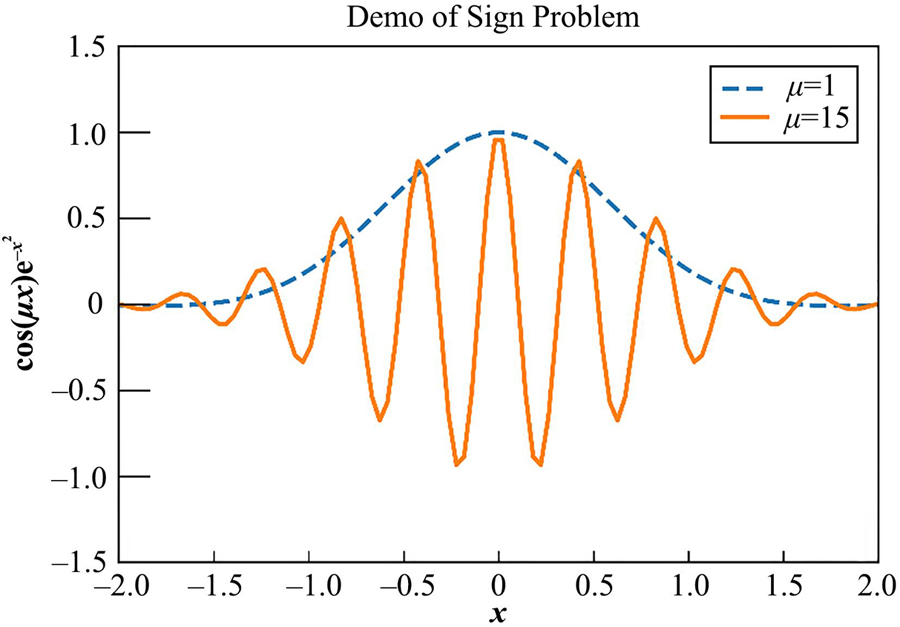 Demo of Sign Problem
1.5
1.0
0.5
0
–0.5
–1.0
–1.5
cos(μx)e–x²
μ=1
μ=15
–2.0 –1.5 –1.0 –0.5 0 0.5 1.0 1.5 2.0
x